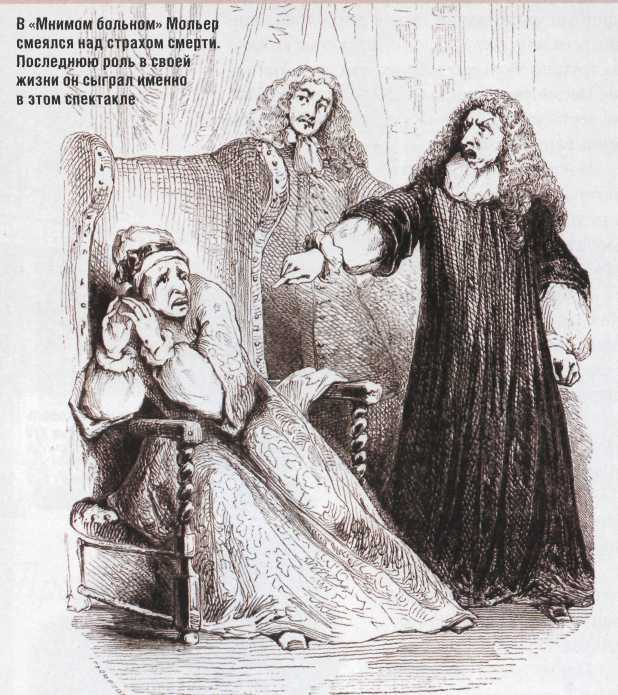 В «Мнимом больном» Мольер
смеялся над страхом смерти.
Последнюю роль в своей
жизни он сыграл именно
в этом спектакле